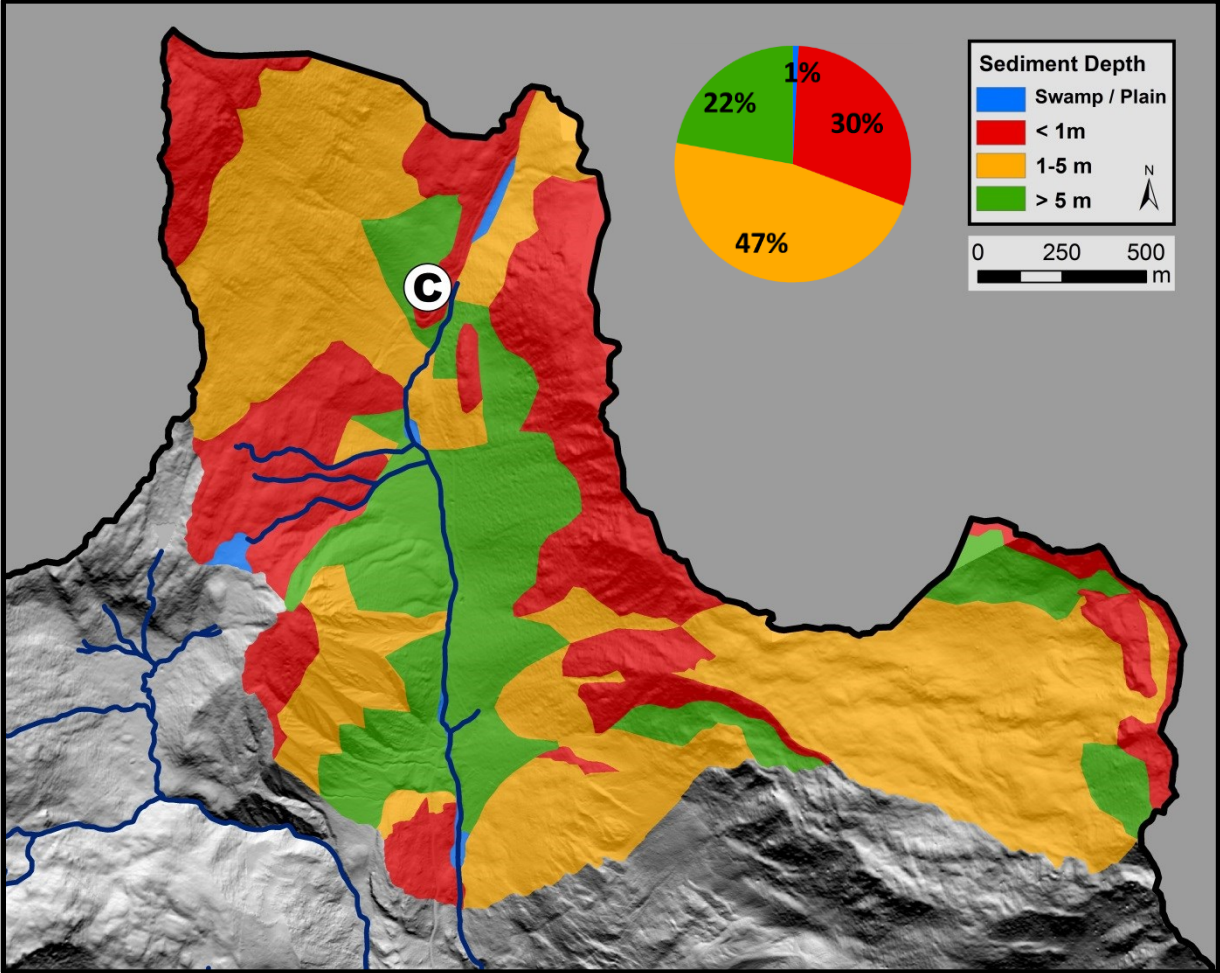 1%
22%
30%
47%
Sediment Depth
Swamp / Plain
< 1m
1-5 m
> 5 m
N
0 250 500
m
C